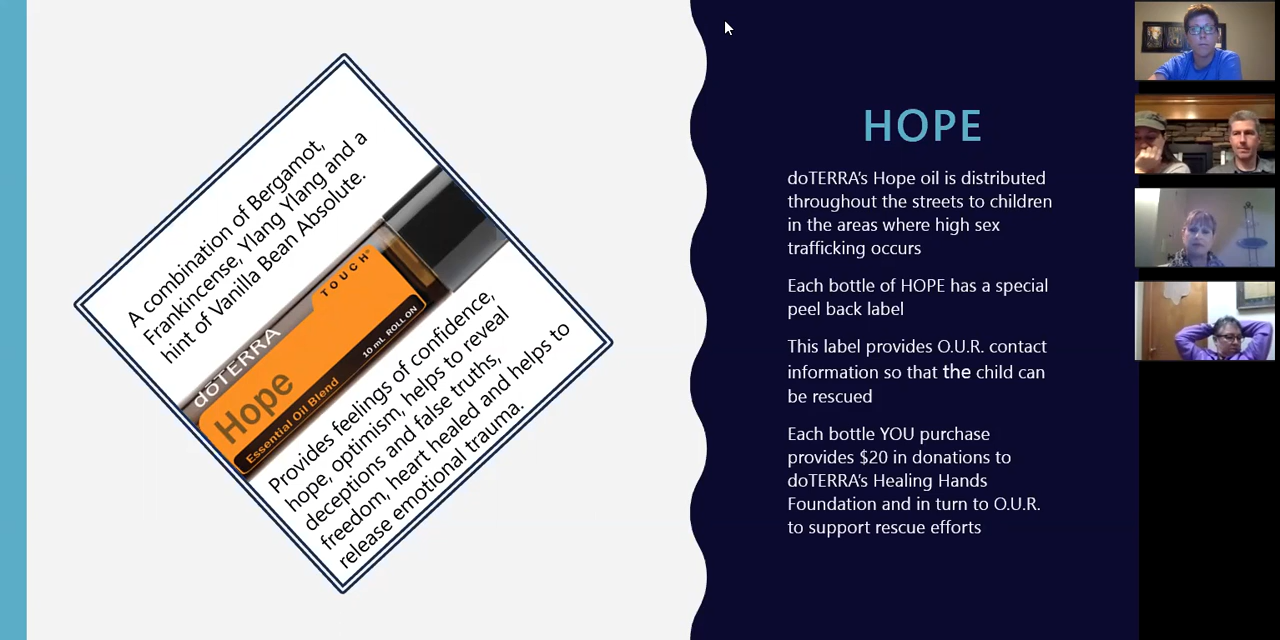 A combination of Bergamot,
Frankincense, Ylang Ylang and a
hint of Vanilla Bean Absolute.
TOUCH®
doTERRA
Hope
Essential Oil Blend
10 mL ROLL ON
Provides feelings of confidence,
hope, optimism, helps to reveal
deceptions and false truths,
freedom, heart healed and helps to
release emotional trauma.
HOPE
doTERRA’s Hope oil is distributed
throughout the streets to children
in the areas where high sex
trafficking occurs
Each bottle of HOPE has a special
peel back label
This label provides O.U.R. contact
information so that the child can
be rescued
Each bottle YOU purchase
provides $20 in donations to
doTERRA’s Healing Hands
Foundation and in turn to O.U.R.
to support rescue efforts